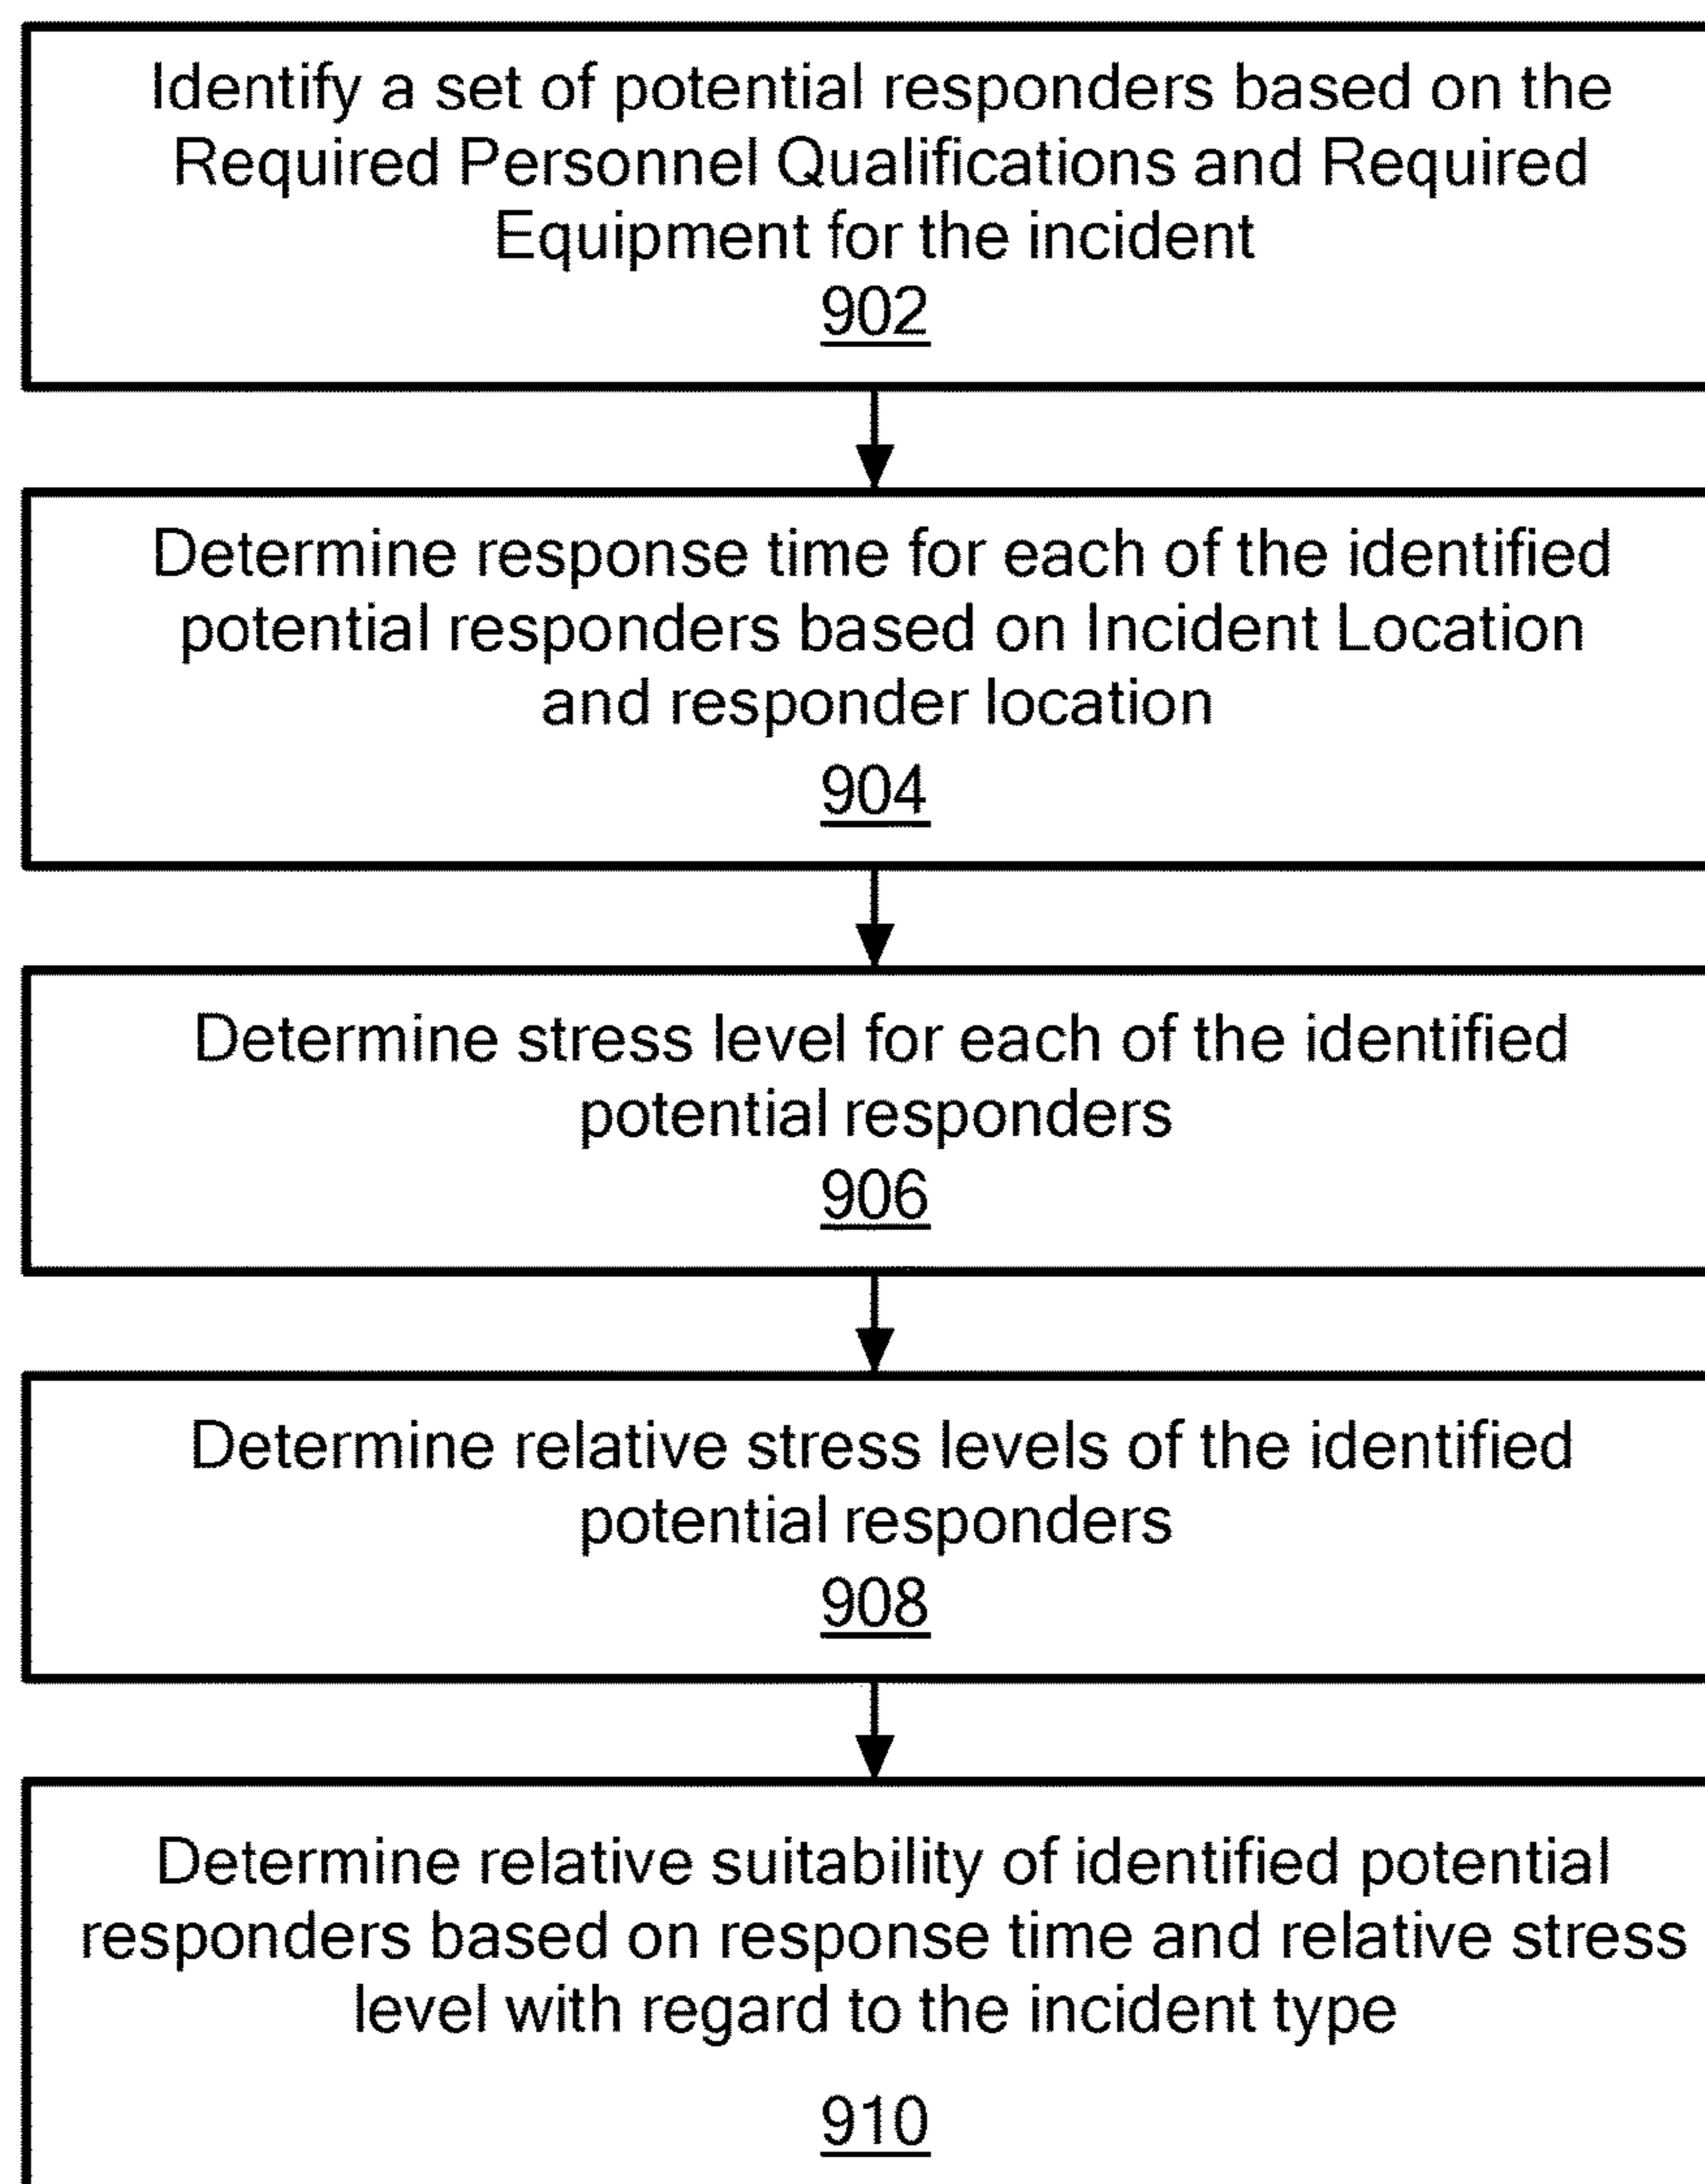 Identify a set of potential responders based on the
Required Personnel Qualifications and Required
Equipment for the incident
902
Determine response time for each of the identified
potential responders based on Incident Location
and responder location
904
Determine stress level for each of the identified
potential responders
906
Determine relative stress levels of the identified
potential responders
908
Determine relative suitability of identified potential
responders based on response time and relative stress
level with regard to the incident type
910